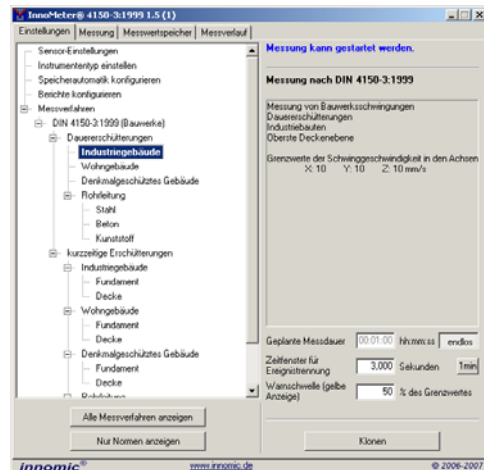 InnoMeter® 4150-3:1999 1.5 (1)
Einstellungen Messung Messwertspeicher Messverlauf
Sensor-Einstellungen
Instrumententyp einstellen
Speicherautomatik konfigurieren
Berichte konfigurieren
Messverfahren
DIN 4150-3:1999 (Bauwerke)
Dauererschütterungen
Industriegebäude
Wohngebäude
Denkmalgeschütztes Gebäude
Rohrleitung
Stahl
Beton
Kunststoff
kurzzeitige Erschütterungen
Industriegebäude
Fundament
Decke
Wohngebäude
Fundament
Decke
Denkmalgeschütztes Gebäude
Fundament
Decke
Rohrleitung
Alle Messverfahren anzeigen
Nur Normen anzeigen
Messung kann gestartet werden.
Messung nach DIN 4150-3:1999
Messung von Bauwerksschwingungen
Dauererschütterungen
Industriebauten
Oberste Deckenebene
Grenzwerte der Schwinggeschwindigkeit in den Achsen
X: 10 Y: 10 Z: 10 mm/s
Geplante Messdauer 00:01:00 hh:mm:ss endlos
Zeitfenster für
Ereignistrennung 3,000 Sekunden 1min
Warnschwelle (gelbe
Anzeige) 50 % des Grenzwertes
Klonen
innomic® www.innomic.de © 2006-2007